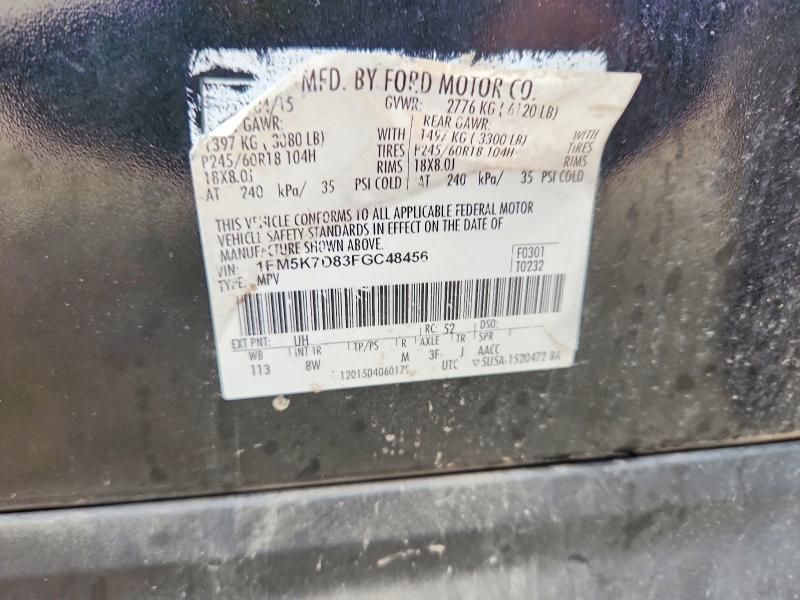 MFD. BY FORD MOTOR CO.
04/15 GVWR: 2776 KG ( 6120 LB)
GAWR: REAR GAWR:
397 KG ( 3080 LB) WITH 1497 KG ( 3300 LB) WITH
P245/60R18 104H TIRES P245/60R18 104H TIRES
18X8.0J RIMS 18X8.0J RIMS
AT 240 kPa/ 35 PSI COLD AT 240 kPa/ 35 PSI COLD
THIS VEHICLE CONFORMS TO ALL APPLICABLE FEDERAL MOTOR
VEHICLE SAFETY STANDARDS IN EFFECT ON THE DATE OF
MANUFACTURE SHOWN ABOVE.
VIN: 1FM5K7D83FGC48456 F0301
TYPE: MPV T0232
EXT PNT: UH RC: 52 DSO:
WB INT TR TP/PS R AXLE TR SPR
113 8W M 3F J AACC
1201504060179 UTC 5U5A-1520472-BA